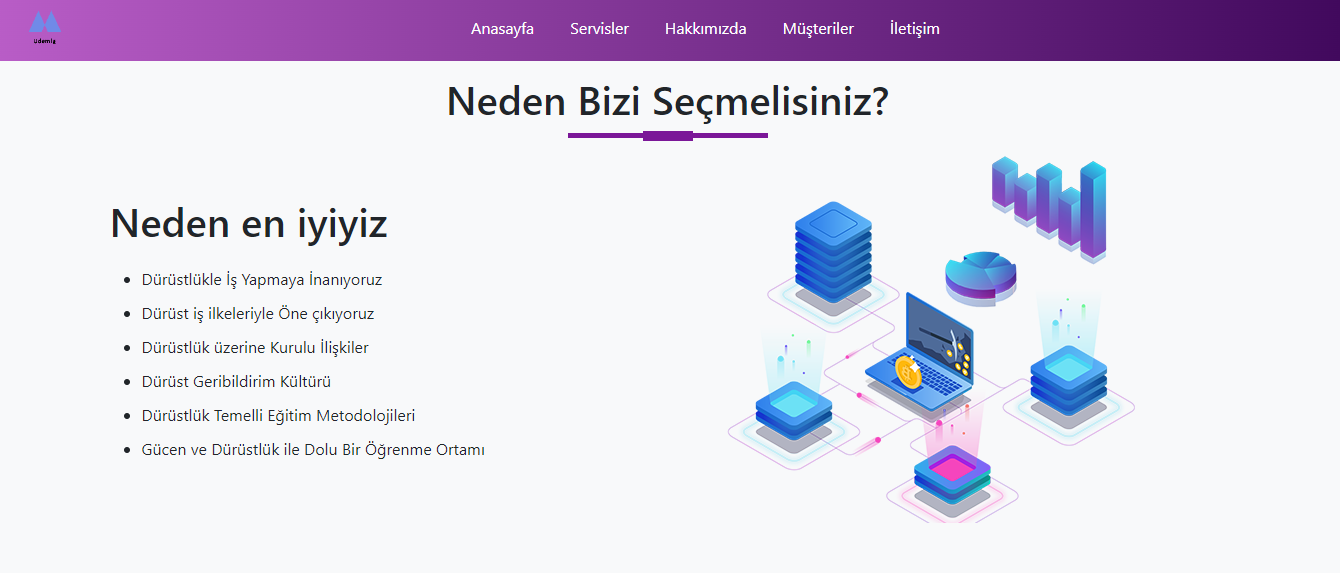 Udemig
Anasayfa Servisler Hakkımızda Müşteriler İletişim
Neden Bizi Seçmelisiniz?
Neden en iyiyiz
Dürüstlükle İş Yapmaya İnanıyoruz
Dürüst iş ilkeleriyle Öne çıkıyoruz
Dürüstlük üzerine Kurulu İlişkiler
Dürüst Geribildirim Kültürü
Dürüstlük Temelli Eğitim Metodolojileri
Gücen ve Dürüstlük ile Dolu Bir Öğrenme Ortamı